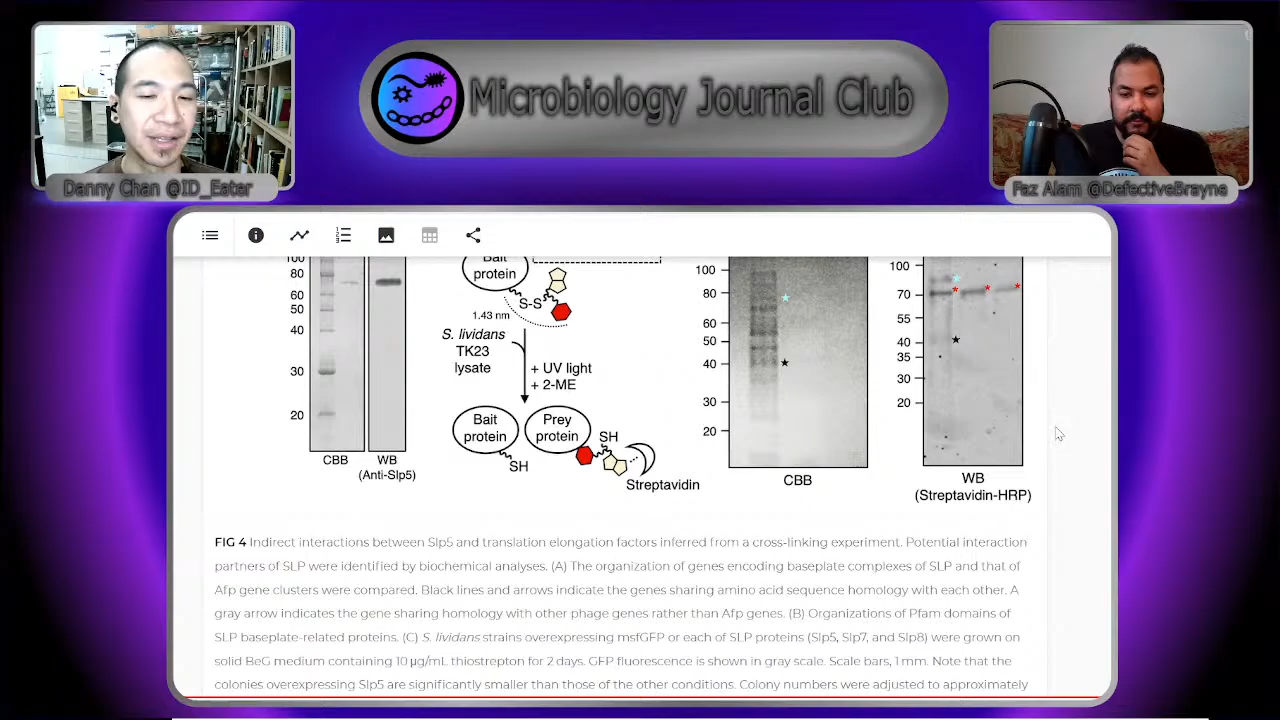 Microbiology Journal Club
Danny Chan @ID_Eater
Faz Alam @DefectiveBrayne
100
80
60
50
40
30
20
CBB
WB
(Anti-Slp5)
Bait
protein
S-S
1.43 nm
S. lividans
TK23
lysate
+ UV light
+ 2-ME
Bait
protein
Prey
protein
SH
SH
Streptavidin
100
80
60
50
40
30
20
CBB
100
70
55
40
35
30
20
WB
(Streptavidin-HRP)
FIG 4 Indirect interactions between Slp5 and translation elongation factors inferred from a cross-linking experiment. Potential interaction
partners of SLP were identified by biochemical analyses. (A) The organization of genes encoding baseplate complexes of SLP and that of
Afp gene clusters were compared. Black lines and arrows indicate the genes sharing amino acid sequence homology with each other. A
gray arrow indicates the gene sharing homology with other phage genes rather than Afp genes. (B) Organizations of Pfam domains of
SLP baseplate-related proteins. (C) S. lividans strains overexpressing msfGFP or each of SLP proteins (Slp5, Slp7, and Slp8) were grown on
solid BeG medium containing 10 μg/mL thiostrepton for 2 days. GFP fluorescence is shown in gray scale. Scale bars, 1 mm. Note that the
colonies overexpressing Slp5 are significantly smaller than those of the other conditions. Colony numbers were adjusted to approximately